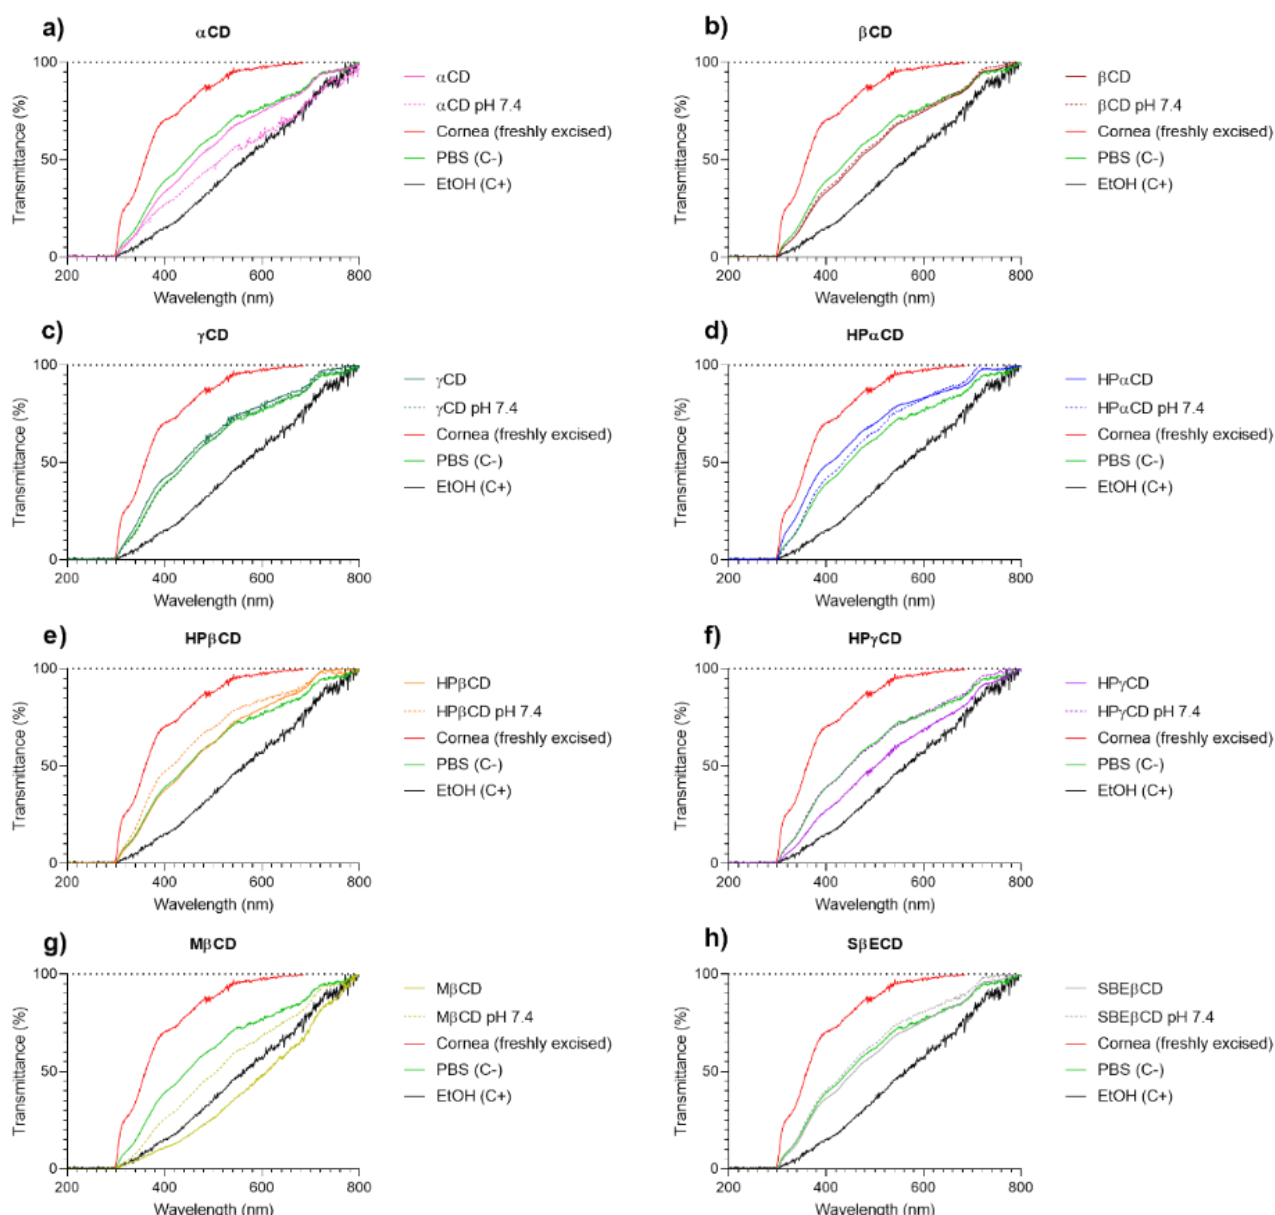 a)
αCD
100
50
0
200
400
600
800
Transmittance (%)
Wavelength (nm)
αCD
αCD pH 7.4
Cornea (freshly excised)
PBS (C-)
EtOH (C+)
b)
βCD
100
50
0
200
400
600
800
Transmittance (%)
Wavelength (nm)
βCD
βCD pH 7.4
Cornea (freshly excised)
PBS (C-)
EtOH (C+)
c)
γCD
100
50
0
200
400
600
800
Transmittance (%)
Wavelength (nm)
γCD
γCD pH 7.4
Cornea (freshly excised)
PBS (C-)
EtOH (C+)
d)
HPαCD
100
50
0
200
400
600
800
Transmittance (%)
Wavelength (nm)
HPαCD
HPαCD pH 7.4
Cornea (freshly excised)
PBS (C-)
EtOH (C+)
e)
HPβCD
100
50
0
200
400
600
800
Transmittance (%)
Wavelength (nm)
HPβCD
HPβCD pH 7.4
Cornea (freshly excised)
PBS (C-)
EtOH (C+)
f)
HPγCD
100
50
0
200
400
600
800
Transmittance (%)
Wavelength (nm)
HPγCD
HPγCD pH 7.4
Cornea (freshly excised)
PBS (C-)
EtOH (C+)
g)
MβCD
100
50
0
200
400
600
800
Transmittance (%)
Wavelength (nm)
MβCD
MβCD pH 7.4
Cornea (freshly excised)
PBS (C-)
EtOH (C+)
h)
SβECD
100
50
0
200
400
600
800
Transmittance (%)
Wavelength (nm)
SBEβCD
SBEβCD pH 7.4
Cornea (freshly excised)
PBS (C-)
EtOH (C+)